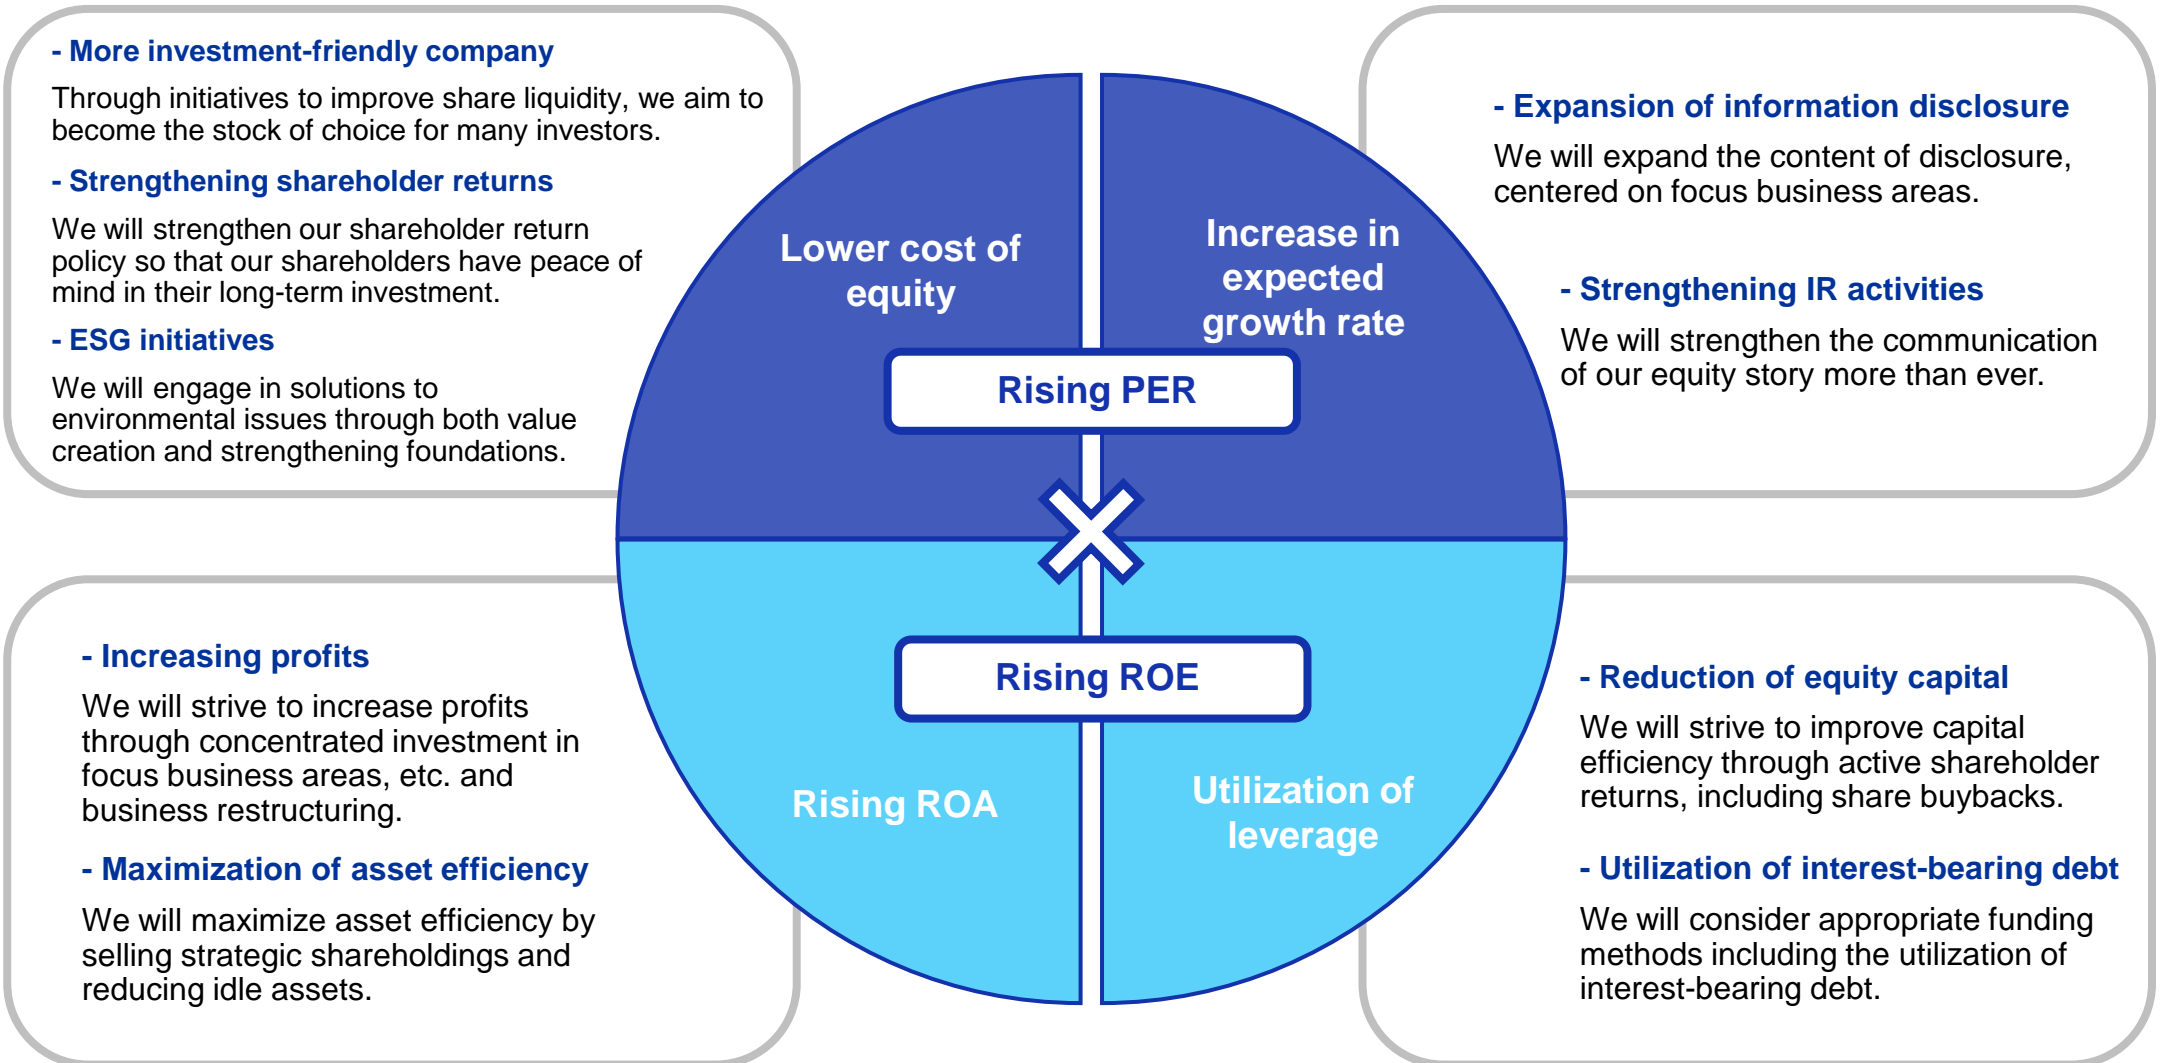 - More investment-friendly company
Through initiatives to improve share liquidity, we aim to
become the stock of choice for many investors.
- Strengthening shareholder returns
We will strengthen our shareholder return
policy so that our shareholders have peace of
mind in their long-term investment.
- ESG initiatives
We will engage in solutions to
environmental issues through both value
creation and strengthening foundations.
Lower cost of
equity
Increase in
expected
growth rate
Rising PER
- Expansion of information disclosure
We will expand the content of disclosure,
centered on focus business areas.
- Strengthening IR activities
We will strengthen the communication
of our equity story more than ever.
- Increasing profits
We will strive to increase profits
through concentrated investment in
focus business areas, etc. and
business restructuring.
- Maximization of asset efficiency
We will maximize asset efficiency by
selling strategic shareholdings and
reducing idle assets.
Rising ROE
Rising ROA
Utilization of
leverage
- Reduction of equity capital
We will strive to improve capital
efficiency through active shareholder
returns, including share buybacks.
- Utilization of interest-bearing debt
We will consider appropriate funding
methods including the utilization of
interest-bearing debt.